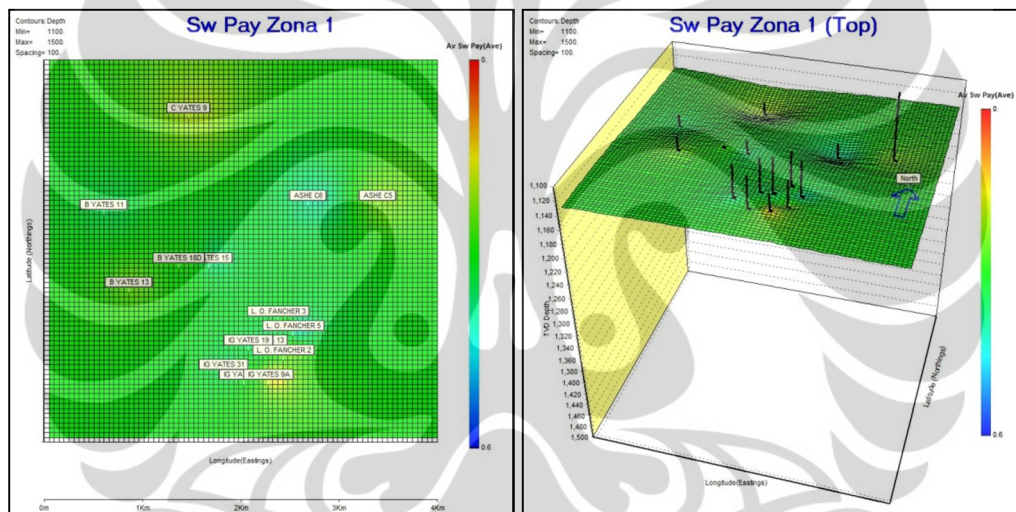 Sw Pay Zona 1
Contours:Depth
Min= 1100.
Max= 1500.
Spacing= 100.
Av Sw Pay(Ave)
0.
C YATES 9
ASHE C6
ASHE C5
B YATES 11
B YATES 18D
TES 15
B YATES 13
L. O. FANCHER 3
L. O. FANCHER 5
IG YATES 19
13
L. O. FANCHER 2
IG YATES 31
IG YA
IG YATES 9A
Latitude (Northings)
0.6
Longitude(Eastings)
0m
1Km
2Km
3Km
4Km
Sw Pay Zona 1 (Top)
Contours:Depth
Min= 1100.
Max= 1500.
Spacing= 100.
Av Sw Pay(Ave)
0.
North
1,100
1,120
1,140
1,160
1,180
1,200
1,220
1,240
1,260
1,280
1,300
1,320
1,340
1,360
1,380
1,400
1,420
1,440
1,460
1,480
1,500
TVD Depth
Latitude (Northings)
0.6
Longitude(Eastings)